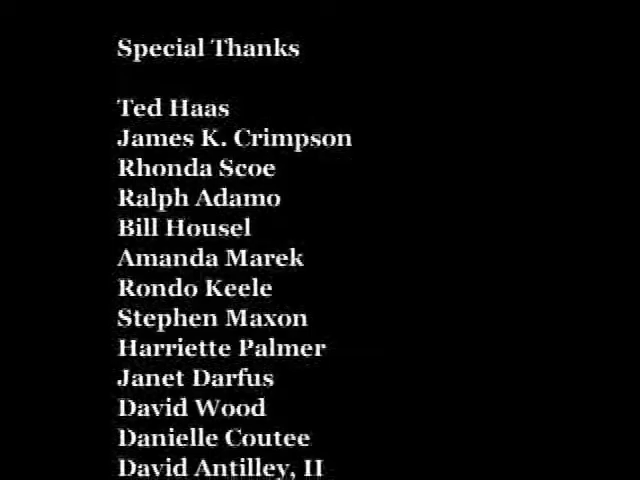 Special Thanks
Ted Haas
James K. Crimpson
Rhonda Scoe
Ralph Adamo
Bill Housel
Amanda Marek
Rondo Keele
Stephen Maxon
Harriette Palmer
Janet Darfus
David Wood
Danielle Coutee
David Antilley, II